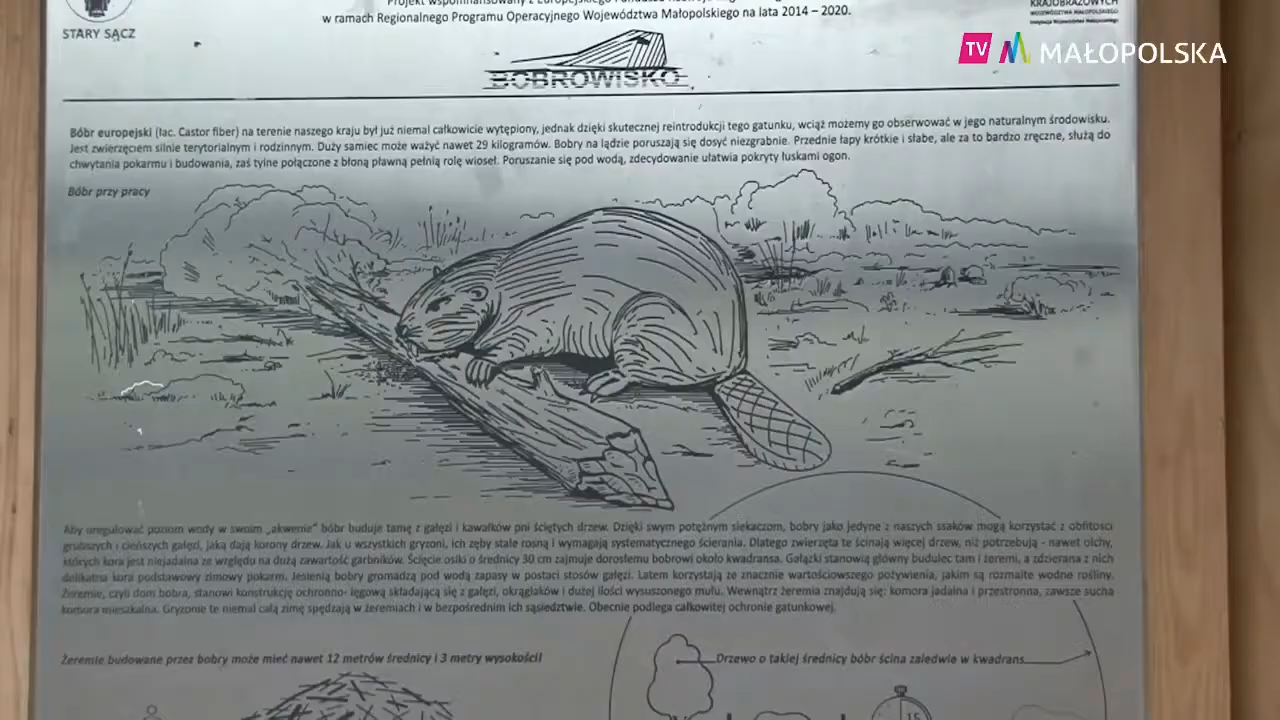 Projekt współfinansowany z Europejskiego Funduszu
w ramach Regionalnego Programu Operacyjnego Województwa Małopolskiego na lata 2014 – 2020.
STARY SĄCZ
KRAJOBRAZOWYCH
WOJEWÓDZTWA MAŁOPOLSKIEGO
TV MAŁOPOLSKA
BOBROWISKO
Bóbr europejski (łac. Castor fiber) na terenie naszego kraju był już niemal całkowicie wytępiony, jednak dzięki skutecznej reintrodukcji tego gatunku, wciąż możemy go obserwować w jego naturalnym środowisku.
Jest zwierzęciem silnie terytorialnym i rodzinnym. Duży samiec może ważyć nawet 29 kilogramów. Bobry na lądzie poruszają się dosyć niezgrabnie. Przednie łapy krótkie i słabe, ale za to bardzo zręczne, służą do
chwytania pokarmu i budowania, zaś tylne połączone z błoną pławną pełnią rolę wioseł. Poruszanie się pod wodą, zdecydowanie ułatwia pokryty łuskami ogon.
Bóbr przy pracy
Aby uregulować poziom wody w swoim „akwenie" bóbr buduje tamę z gałęzi i kawałków pni ściętych drzew. Dzięki swym potężnym siekaczom, bobry jako jedyne z naszych ssaków mogą korzystać z obfitości
grubszych i cieńszych gałęzi, jaką dają korony drzew. Jak u wszystkich gryzoni, ich zęby stale rosną i wymagają systematycznego ścierania. Dlatego zwierzęta te ścinają więcej drzew, niż potrzebują - nawet olchy,
których kora jest niejadalna ze względu na dużą zawartość garbników. Ścięcie osiki o średnicy 30 cm zajmuje dorosłemu bobrowi około kwadransa. Gałązki stanowią główny budulec tam i żeremi, a zdzierana z nich
delikatna kora podstawowy zimowy pokarm. Jesienią bobry gromadzą pod wodą zapasy w postaci stosów gałęzi. Latem korzystają ze znacznie wartościowszego pożywienia, jakim są rozmaite wodne rośliny.
Żeremie, czyli dom bobra, stanowi konstrukcję ochronno- lęgową składającą się z gałęzi, okrąglaków i dużej ilości wysuszonego mułu. Wewnątrz żeremia znajdują się: komora jadalna i przestronna, zawsze sucha
komora mieszkalna. Gryzonie te niemal całą zimę spędzają w żeremiach i w bezpośrednim ich sąsiedztwie. Obecnie podlega całkowitej ochronie gatunkowej.
Żeremie budowane przez bobry może mieć nawet 12 metrów średnicy i 3 metry wysokości!
Drzewo o takiej średnicy bóbr ścina zaledwie w kwadrans
15